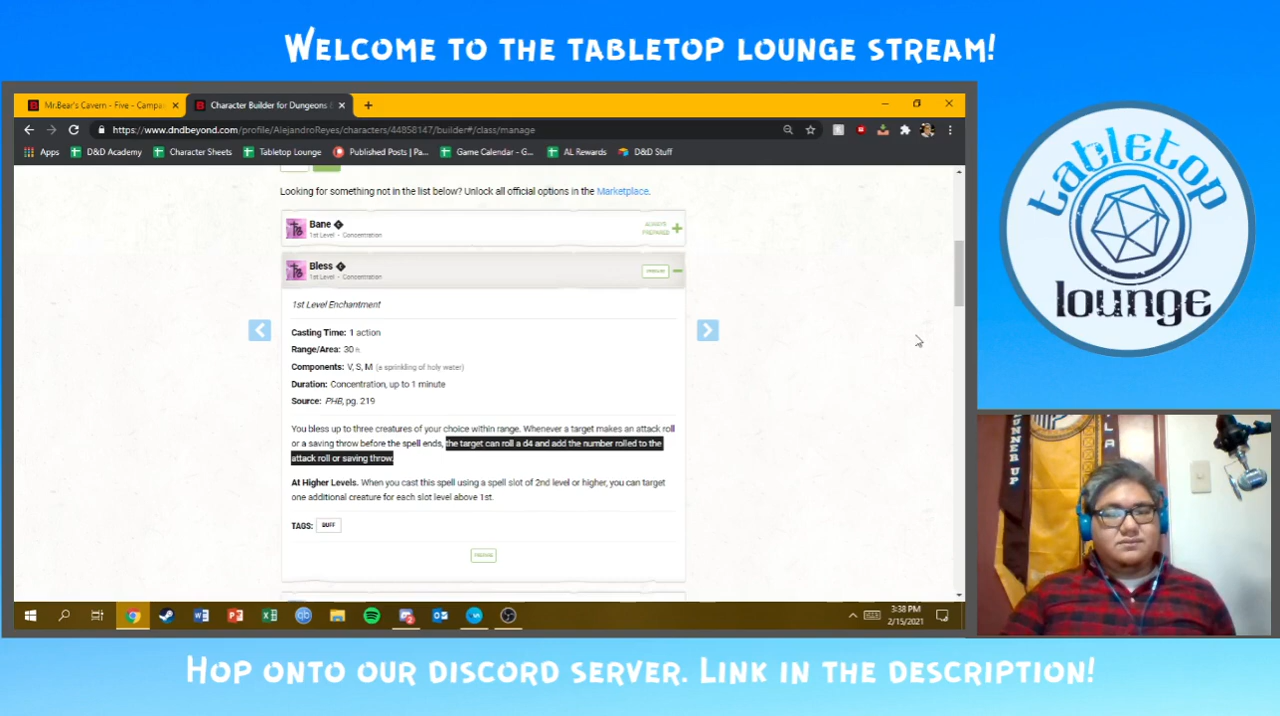 WELCOME TO THE TABLETOP LOUNGE STREAM!
Mr.Bear's Cavern - Five - Campa
Character Builder for Dungeons &
https://www.dndbeyond.com/profile/AlejandroReyes/characters/44858147/builder#/class/manage
Apps D&D Academy Character Sheets Tabletop Lounge Published Posts | Pa... Game Calendar - G... AL Rewards D&D Stuff
Looking for something not in the list below? Unlock all official options in the Marketplace.
Bane
1st Level • Concentration
ALWAYS
PREPARED
Bless
1st Level • Concentration
PREPARE
1st Level Enchantment
Casting Time: 1 action
Range/Area: 30 ft.
Components: V, S, M (a sprinkling of holy water)
Duration: Concentration, up to 1 minute
Source: PHB, pg. 219
You bless up to three creatures of your choice within range. Whenever a target makes an attack roll
or a saving throw before the spell ends, the target can roll a d4 and add the number rolled to the
attack roll or saving throw.
At Higher Levels. When you cast this spell using a spell slot of 2nd level or higher, you can target
one additional creature for each slot level above 1st.
TAGS: BUFF
PREPARE
3:38 PM
2/15/2021
tabletop
lounge
UNNER UP
LA
HOP ONTO OUR DISCORD SERVER. LINK IN THE DESCRIPTION!